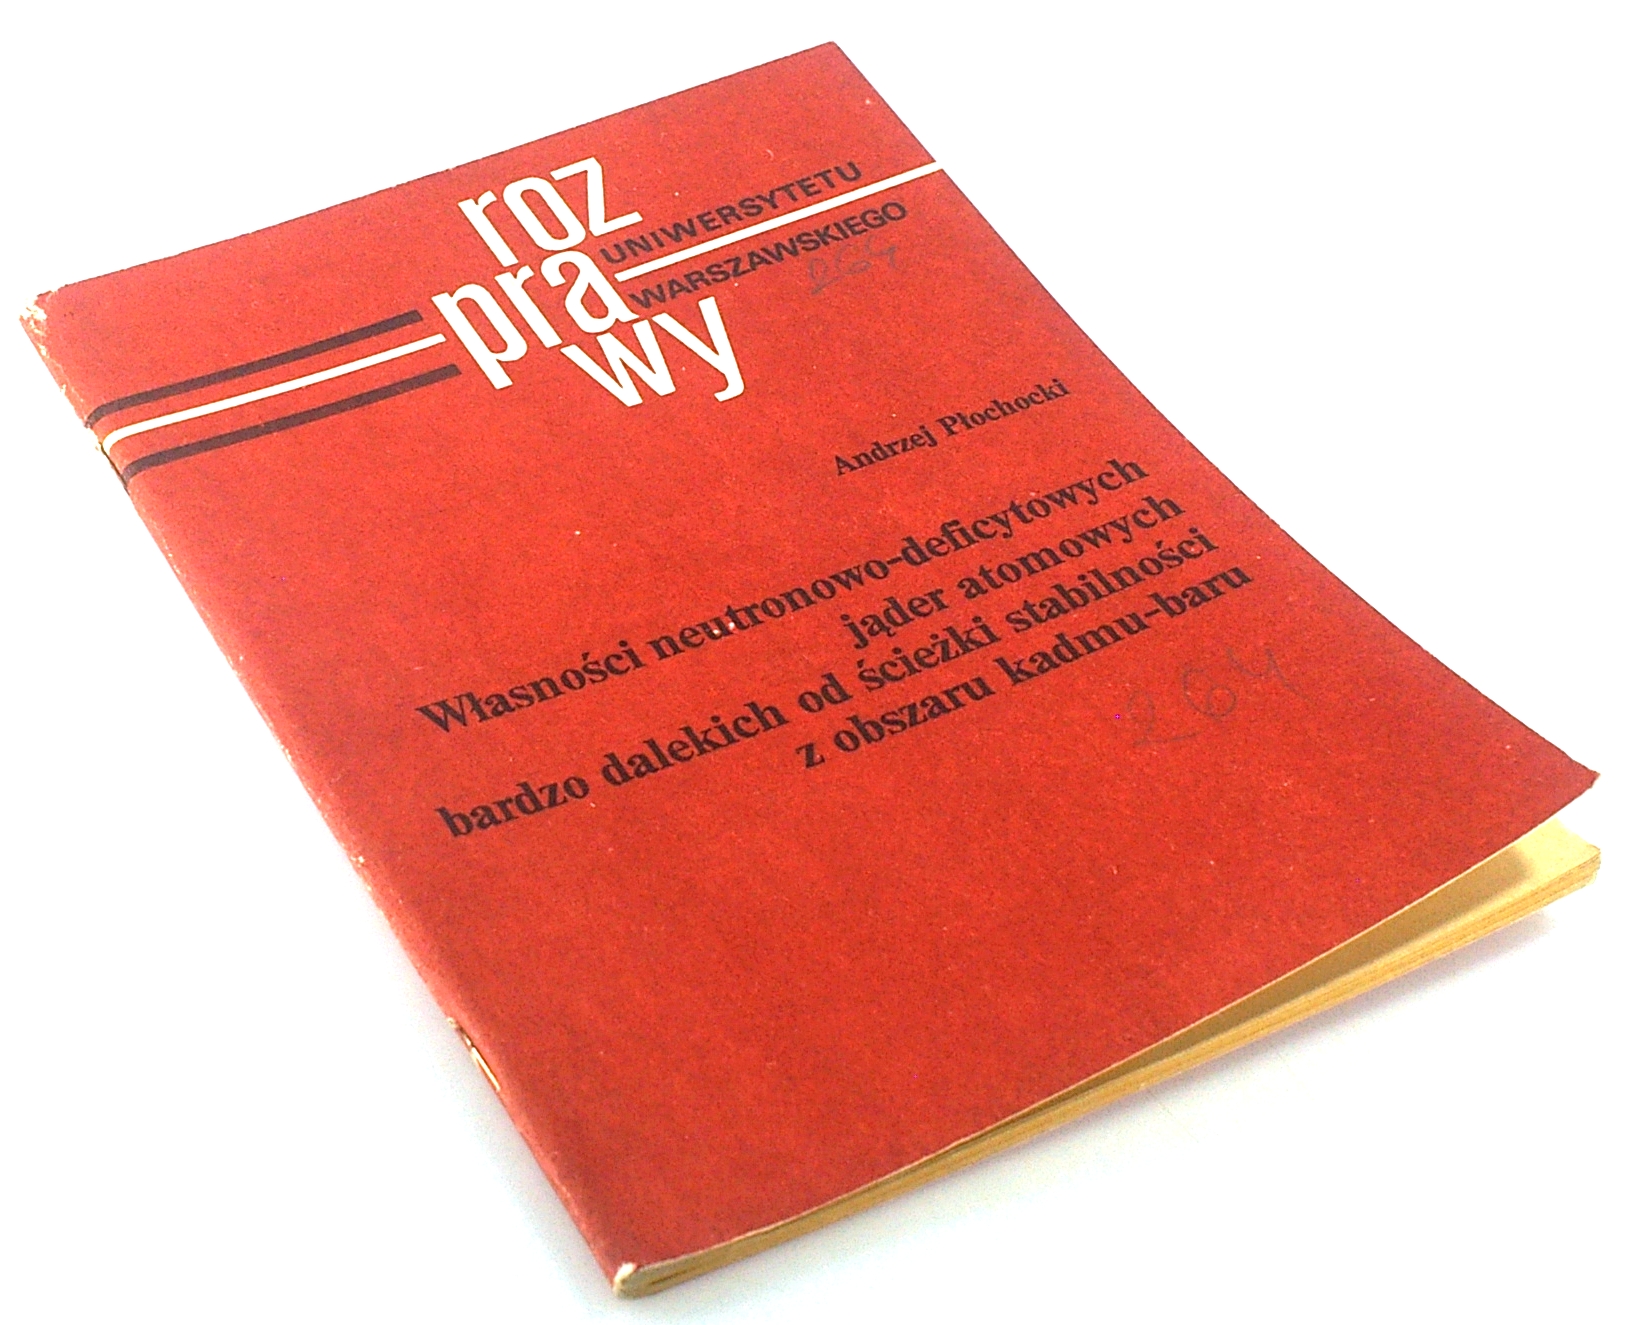 roz
pra
wy
UNIWERSYTETU
WARSZAWSKIEGO
Andrzej Płochocki
Własności neutronowo-deficytowych
jąder atomowych
bardzo dalekich od ścieżki stabilności
z obszaru kadmu-baru
264